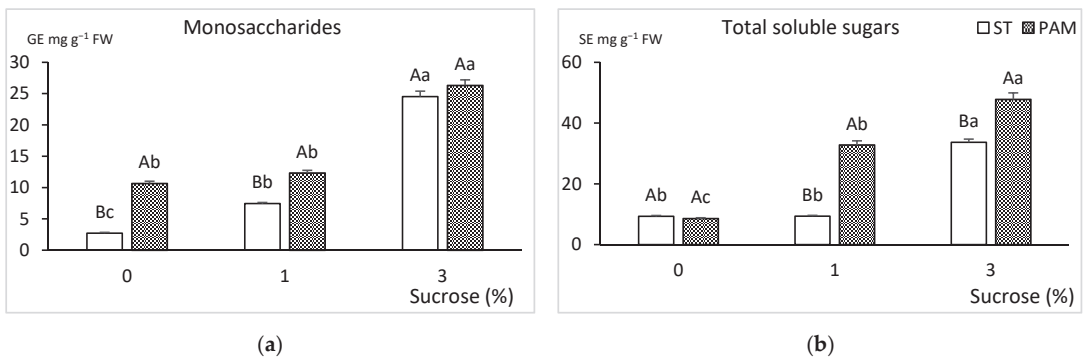 Monosaccharides
GE mg g⁻¹ FW
30
25
20
15
10
5
0
Bc
Ab
Bb
Ab
Aa
Aa
0 1 3
Sucrose (%)
(a)
Total soluble sugars
ST PAM
SE mg g⁻¹ FW
60
40
20
0
Ab
Ac
Bb
Ab
Ba
Aa
0 1 3
Sucrose (%)
(b)